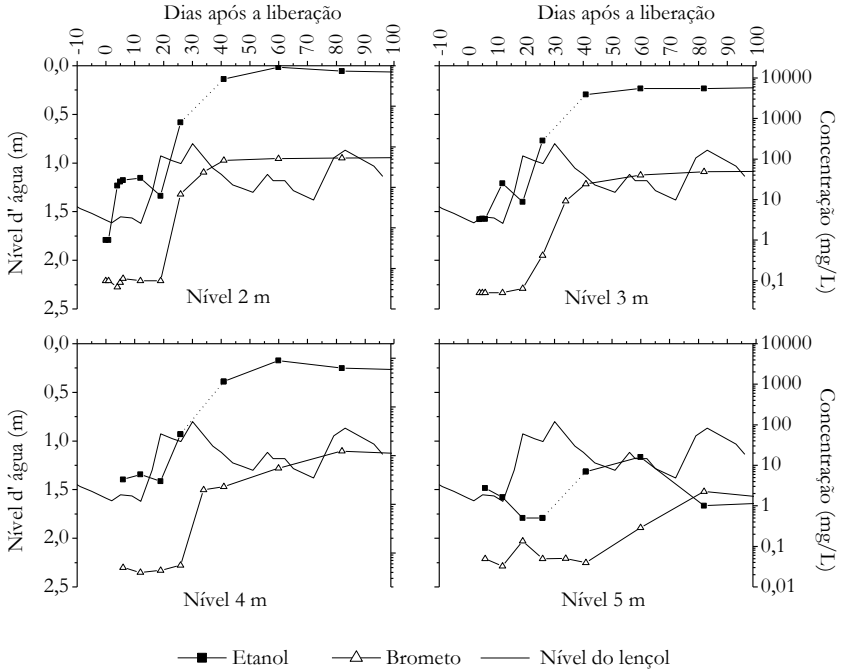 Dias após a liberação Dias após a liberação
-10 0 10 20 30 40 50 60 70 80 90 100 -10 0 10 20 30 40 50 60 70 80 90 100
0,0
0,5
1,0
1,5
2,0
2,5
Nível d' água (m)
Nível 2 m
Nível 3 m
10000
1000
100
10
1
0,1
Concentração (mg/L)
0,0
0,5
1,0
1,5
2,0
2,5
Nível d' água (m)
Nível 4 m
Nível 5 m
10000
1000
100
10
1
0,1
0,01
Concentração (mg/L)
Etanol Brometo Nível do lençol